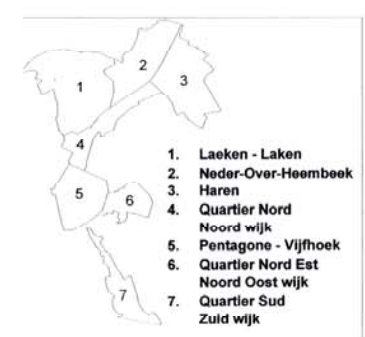 1
2
3
4
5
6
7
1. Laeken - Laken
2. Neder-Over-Heembeek
3. Haren
4. Quartier Nord
Noord wijk
5. Pentagone - Vijfhoek
6. Quartier Nord Est
Noord Oost wijk
7. Quartier Sud
Zuid wijk